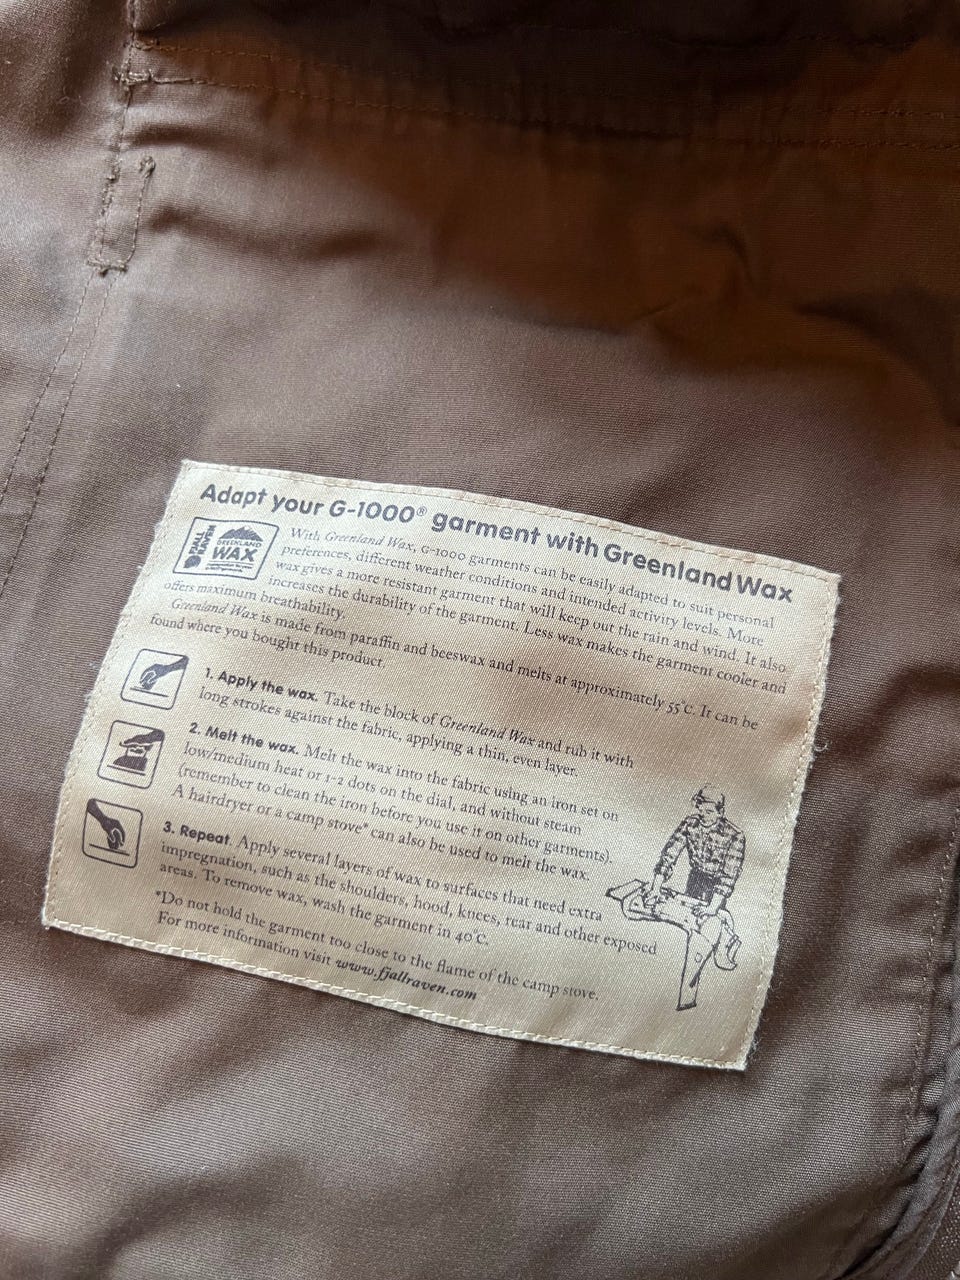 Adapt your G-1000® garment with Greenland Wax
FJÄLL
RÄVEN
GREENLAND
WAX
With Greenland Wax, G-1000 garments can be easily adapted to suit personal
preferences, different weather conditions and intended activity levels. More
wax gives a more resistant garment that will keep out the rain and wind. It also
increases the durability of the garment. Less wax makes the garment cooler and
offers maximum breathability.
Greenland Wax is made from paraffin and beeswax and melts at approximately 55°C. It can be
found where you bought this product.
1. Apply the wax. Take the block of Greenland Wax and rub it with
long strokes against the fabric, applying a thin, even layer.
2. Melt the wax. Melt the wax into the fabric using an iron set on
low/medium heat or 1-2 dots on the dial, and without steam
(remember to clean the iron before you use it on other garments).
A hairdryer or a camp stove* can also be used to melt the wax.
3. Repeat. Apply several layers of wax to surfaces that need extra
impregnation, such as the shoulders, hood, knees, rear and other exposed
areas. To remove wax, wash the garment in 40°C.
*Do not hold the garment too close to the flame of the camp stove.
For more information visit www.fjallraven.com